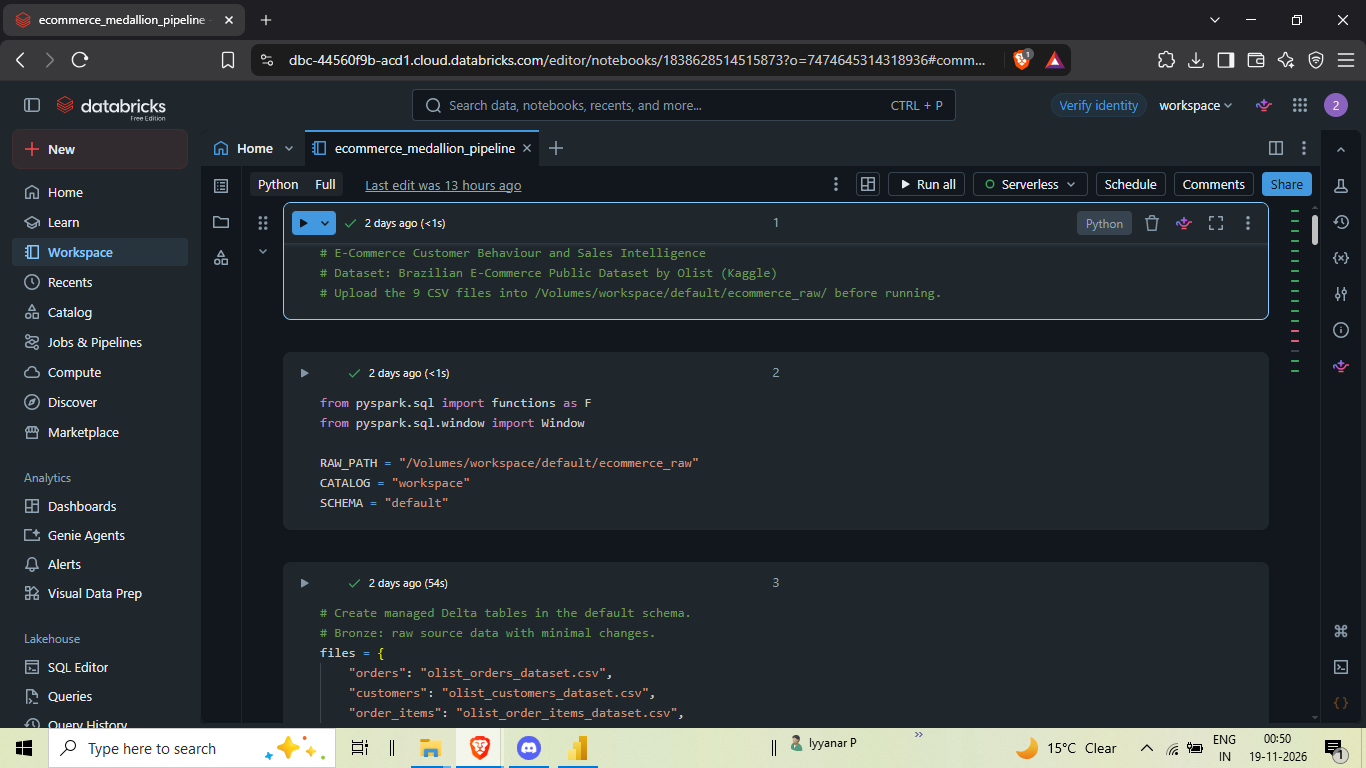 ecommerce_medallion_pipeline
dbc-44560f9b-acd1.cloud.databricks.com/editor/notebooks/1838628514515873?o=7474645314318936#comm...
1
databricks
Free Edition
Search data, notebooks, recents, and more...
CTRL + P
Verify identity
workspace
2
New
Home
Learn
Workspace
Recents
Catalog
Jobs & Pipelines
Compute
Discover
Marketplace
Analytics
Dashboards
Genie Agents
Alerts
Visual Data Prep
Lakehouse
SQL Editor
Queries
Query History
Home
ecommerce_medallion_pipeline
Python
Full
Last edit was 13 hours ago
Run all
Serverless
Schedule
Comments
Share
2 days ago (<1s)
1
Python
# E-Commerce Customer Behaviour and Sales Intelligence
# Dataset: Brazilian E-Commerce Public Dataset by Olist (Kaggle)
# Upload the 9 CSV files into /Volumes/workspace/default/ecommerce_raw/ before running.
2 days ago (<1s)
2
from pyspark.sql import functions as F
from pyspark.sql.window import Window
RAW_PATH = "/Volumes/workspace/default/ecommerce_raw"
CATALOG = "workspace"
SCHEMA = "default"
2 days ago (54s)
3
# Create managed Delta tables in the default schema.
# Bronze: raw source data with minimal changes.
files = {
"orders": "olist_orders_dataset.csv",
"customers": "olist_customers_dataset.csv",
"order_items": "olist_order_items_dataset.csv",
Type here to search
Iyyanar P
15°C Clear
ENG
IN
00:50
19-11-2026
1